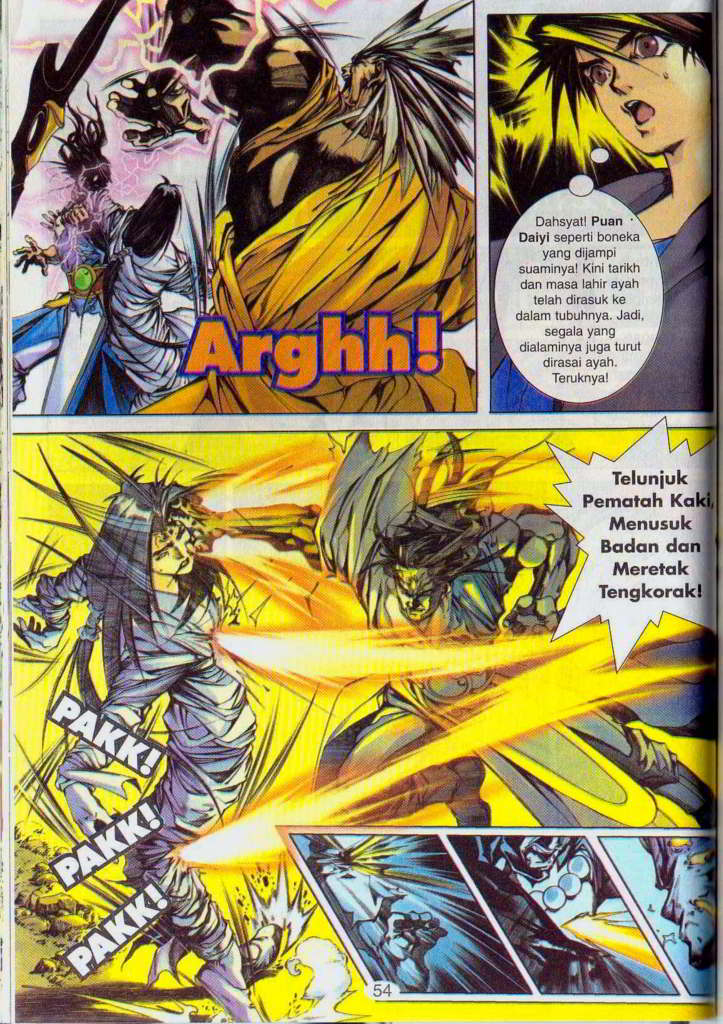 Arghh!
Dahsyat! Puan
Daiyi seperti boneka
yang dijampi
suaminya! Kini tarikh
dan masa lahir ayah
telah dirasuk ke
dalam tubuhnya. Jadi,
segala yang
dialaminya juga turut
dirasai ayah.
Teruknya!
Telunjuk
Pematah Kaki,
Menusuk
Badan dan
Meretak
Tengkorak!
PAKK!
PAKK!
PAKK!
54